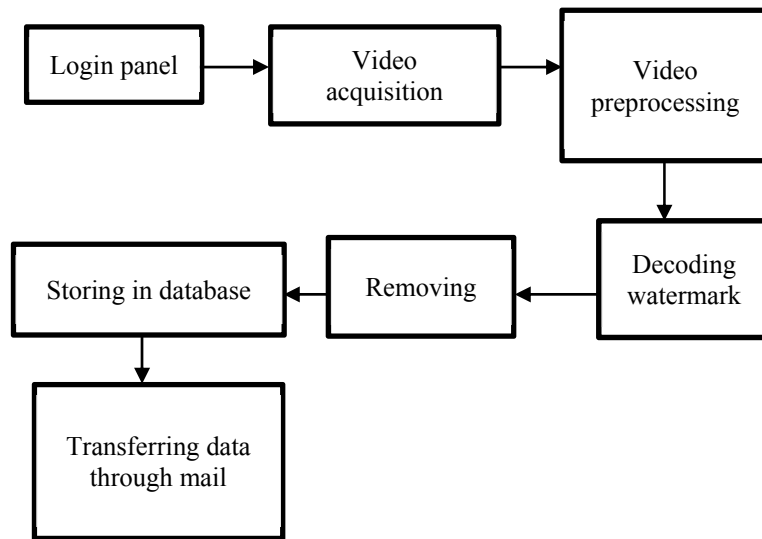 Login panel
Video
acquisition
Video
preprocessing
Decoding
watermark
Removing
Storing in database
Transferring data
through mail